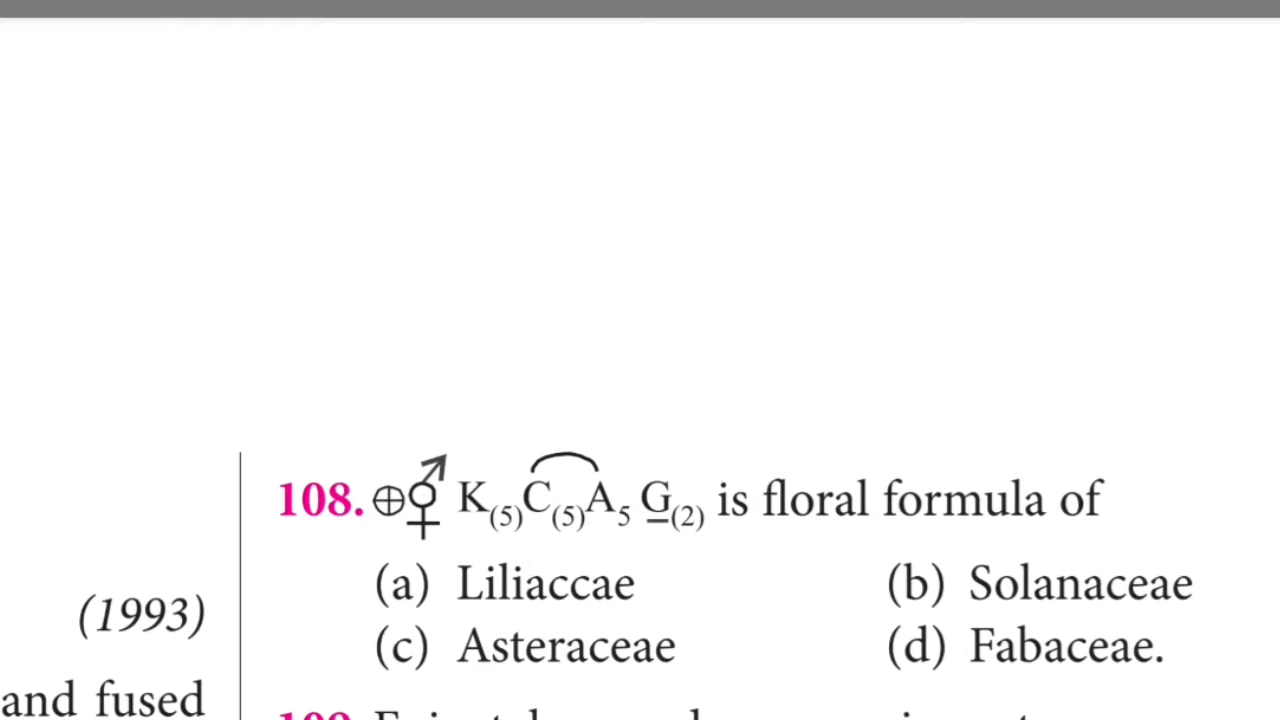 108. ⊕⚥ K(5)C(5)A5 G(2) is floral formula of
(a) Liliaccae (b) Solanaceae
(1993)
(c) Asteraceae (d) Fabaceae.
and fused